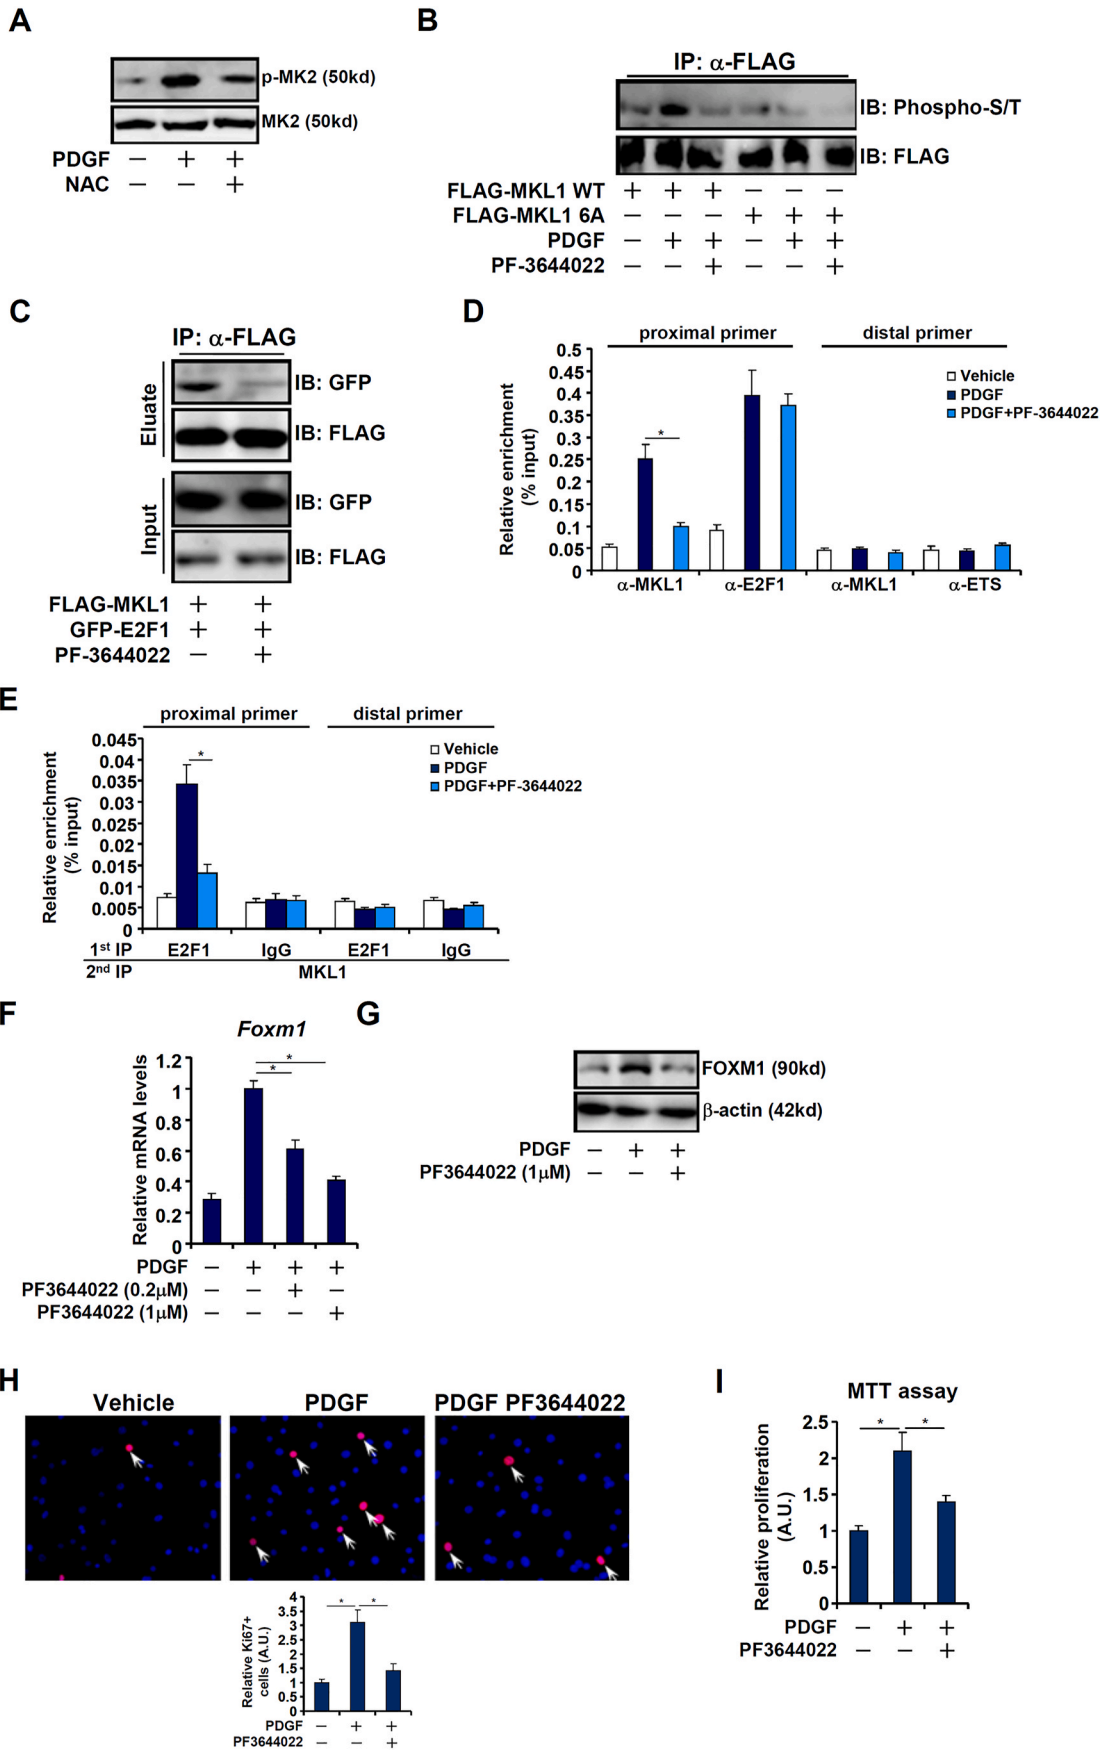 A
p-MK2 (50kd)
MK2 (50kd)
PDGF — + +
NAC — — +
B
IP: α-FLAG
IB: Phospho-S/T
IB: FLAG
FLAG-MKL1 WT + + + — — —
FLAG-MKL1 6A — — — + + +
PDGF — + + — + +
PF-3644022 — — + — — +
C
IP: α-FLAG
Eluate
IB: GFP
IB: FLAG
Input
IB: GFP
IB: FLAG
FLAG-MKL1 + +
GFP-E2F1 + +
PF-3644022 — +
D
proximal primer distal primer
Relative enrichment
(% input)
0.5
0.45
0.4
0.35
0.3
0.25
0.2
0.15
0.1
0.05
0
*
Vehicle
PDGF
PDGF+PF-3644022
α-MKL1 α-E2F1 α-MKL1 α-ETS
E
proximal primer distal primer
Relative enrichment
(% input)
0.045
0.04
0.035
0.03
0.025
0.02
0.015
0.01
0.005
0
*
Vehicle
PDGF
PDGF+PF-3644022
1st IP E2F1 IgG E2F1 IgG
2nd IP MKL1
F
Foxm1
Relative mRNA levels
1.2
1
0.8
0.6
0.4
0.2
0
*
*
PDGF — + + +
PF3644022 (0.2μM) — — + —
PF3644022 (1μM) — — — +
G
FOXM1 (90kd)
β-actin (42kd)
PDGF — + +
PF3644022 (1μM) — — +
H
Vehicle PDGF PDGF PF3644022
Relative Ki67+
cells (A.U.)
4
3.5
3
2.5
2
1.5
1
0.5
0
* *
PDGF — + +
PF3644022 — — +
I
MTT assay
Relative proliferation
(A.U.)
2.5
2
1.5
1
0.5
0
* *
PDGF — + +
PF3644022 — — +